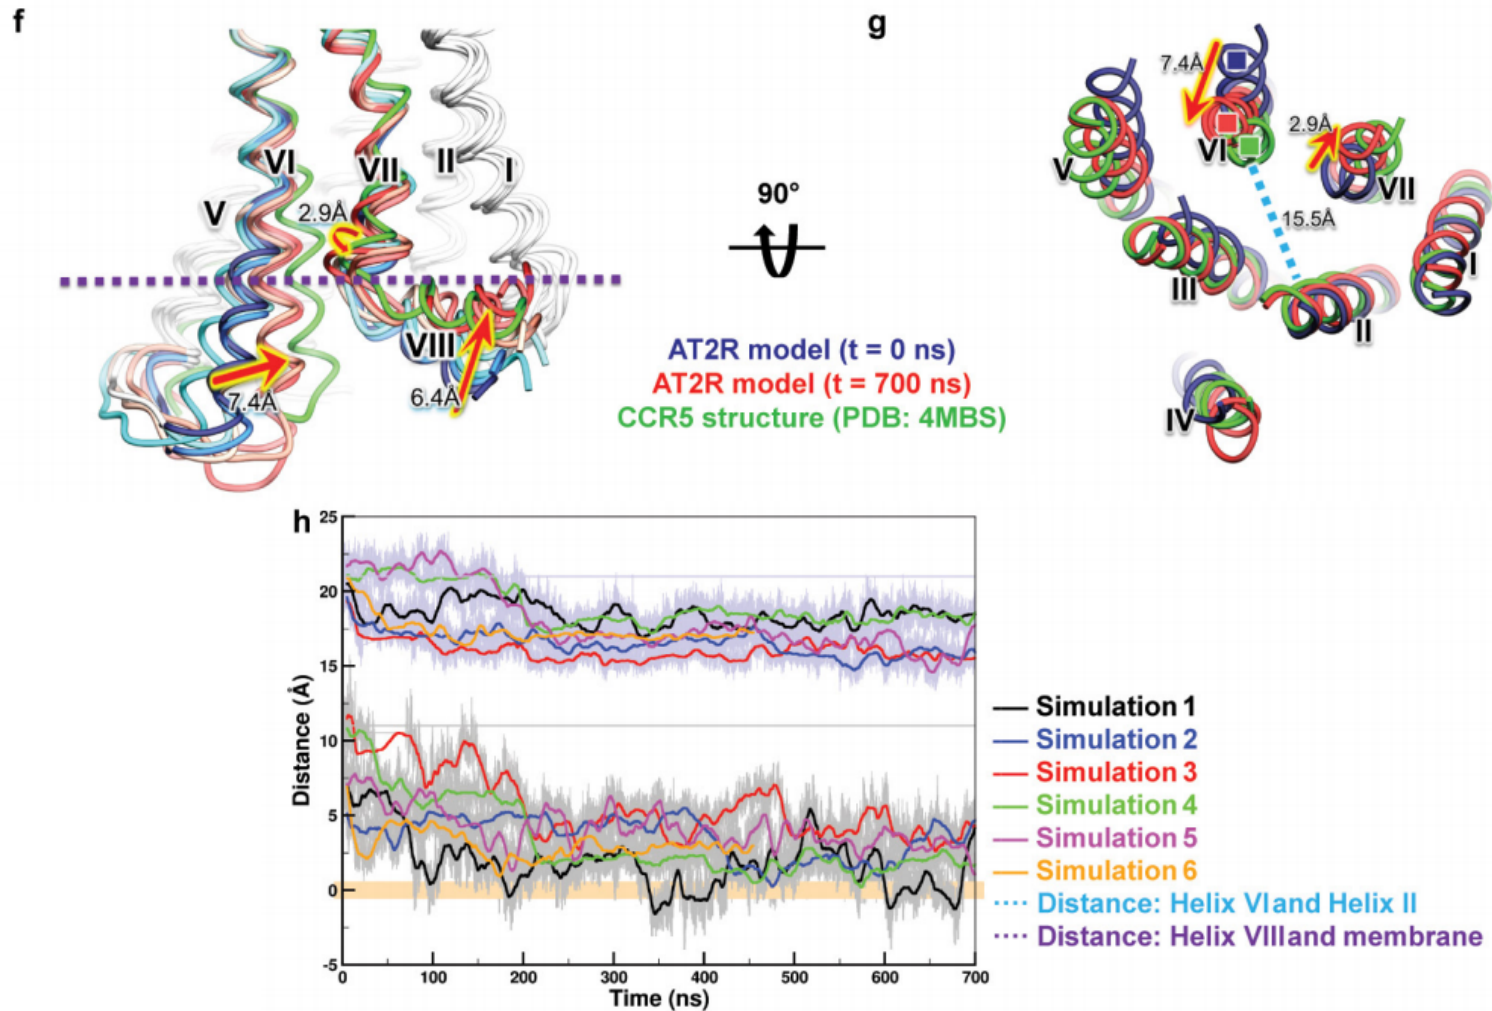 f
g
VI
VII
II
I
V
2.9Å
VIII
7.4Å
6.4Å
90°
AT2R model (t = 0 ns)
AT2R model (t = 700 ns)
CCR5 structure (PDB: 4MBS)
7.4Å
2.9Å
V
VI
VII
15.5Å
III
I
II
IV
h
25
20
15
10
5
0
-5
Distance (Å)
0 100 200 300 400 500 600 700
Time (ns)
Simulation 1
Simulation 2
Simulation 3
Simulation 4
Simulation 5
Simulation 6
Distance: Helix VI and Helix II
Distance: Helix VIII and membrane